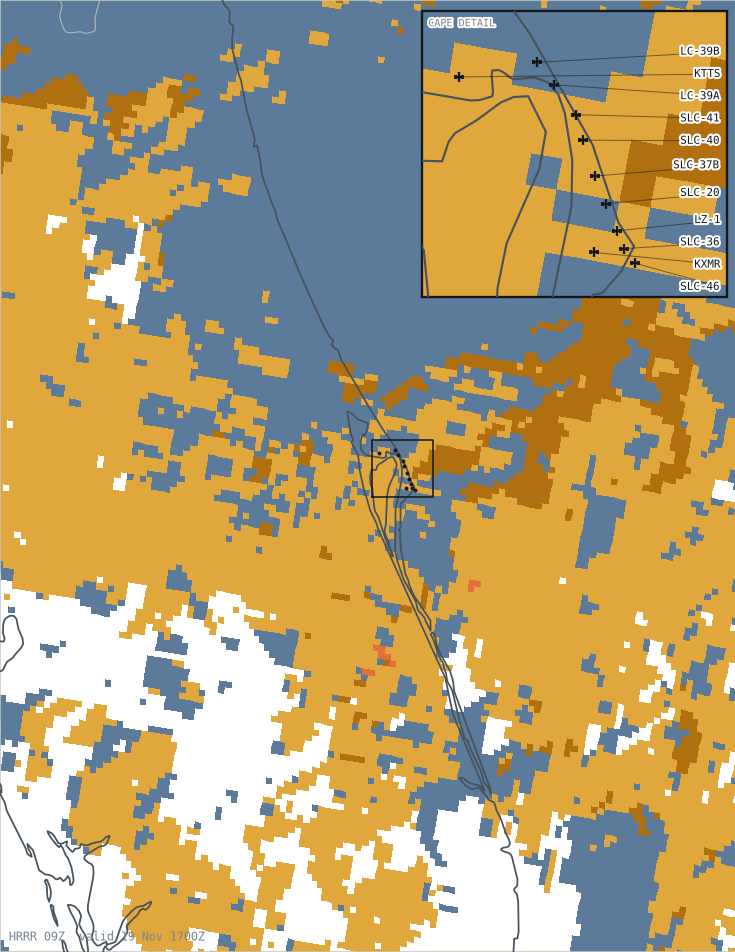 CAPE DETAIL
LC-39B
KTTS
LC-39A
SLC-41
SLC-40
SLC-37B
SLC-20
LZ-1
SLC-36
KXMR
SLC-46
HRRR 09Z valid 19 Nov 1700Z